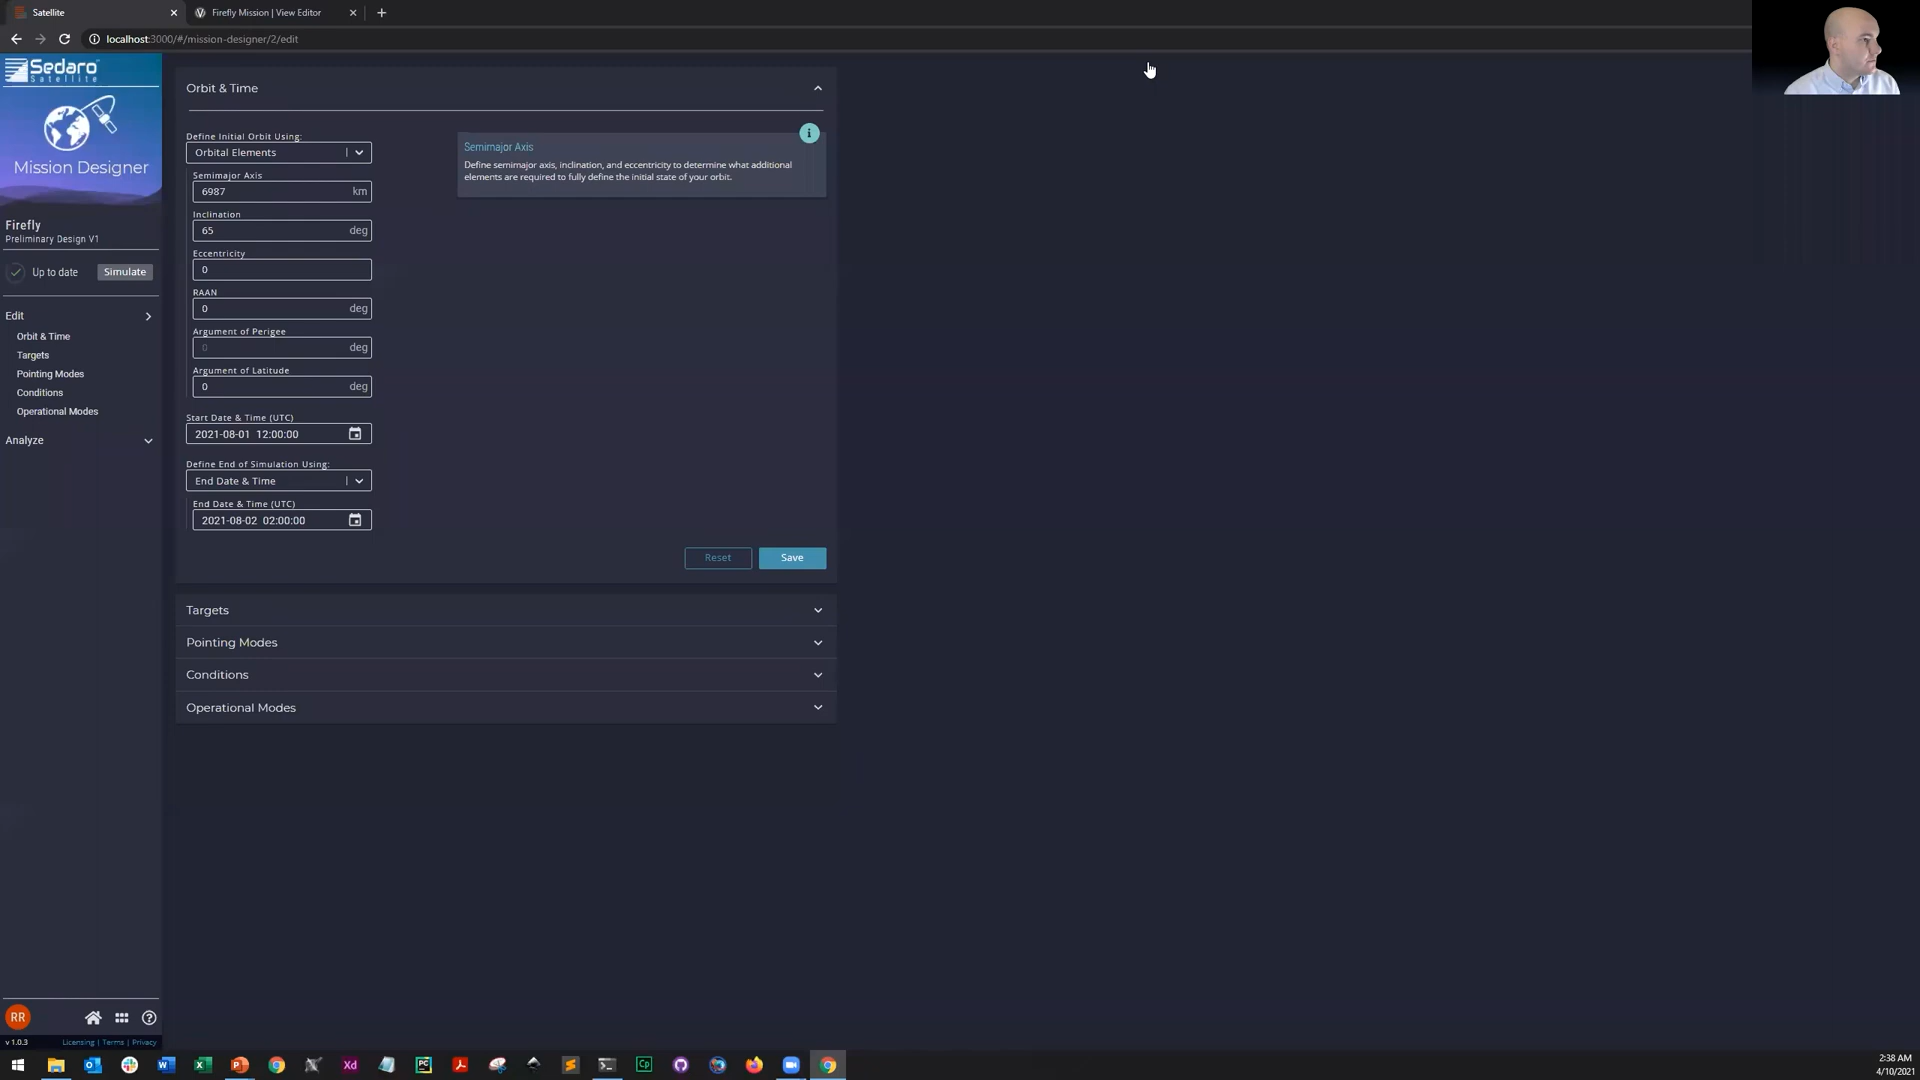 Satellite
Firefly Mission | View Editor
localhost:3000/#/mission-designer/2/edit
Sedaro
Satellite
Mission Designer
Firefly
Preliminary Design V1
Up to date
Simulate
Edit
Orbit & Time
Targets
Pointing Modes
Conditions
Operational Modes
Analyze
Orbit & Time
Define Initial Orbit Using:
Orbital Elements
Semimajor Axis
6987 km
Inclination
65 deg
Eccentricity
0
RAAN
0 deg
Argument of Perigee
0 deg
Argument of Latitude
0 deg
Start Date & Time (UTC)
2021-08-01 12:00:00
Define End of Simulation Using:
End Date & Time
End Date & Time (UTC)
2021-08-02 02:00:00
i
Semimajor Axis
Define semimajor axis, inclination, and eccentricity to determine what additional
elements are required to fully define the initial state of your orbit.
Reset
Save
Targets
Pointing Modes
Conditions
Operational Modes
RR
v 1.0.3
Licensing | Terms | Privacy
Xd
PC
Cp
2:38 AM
4/10/2021